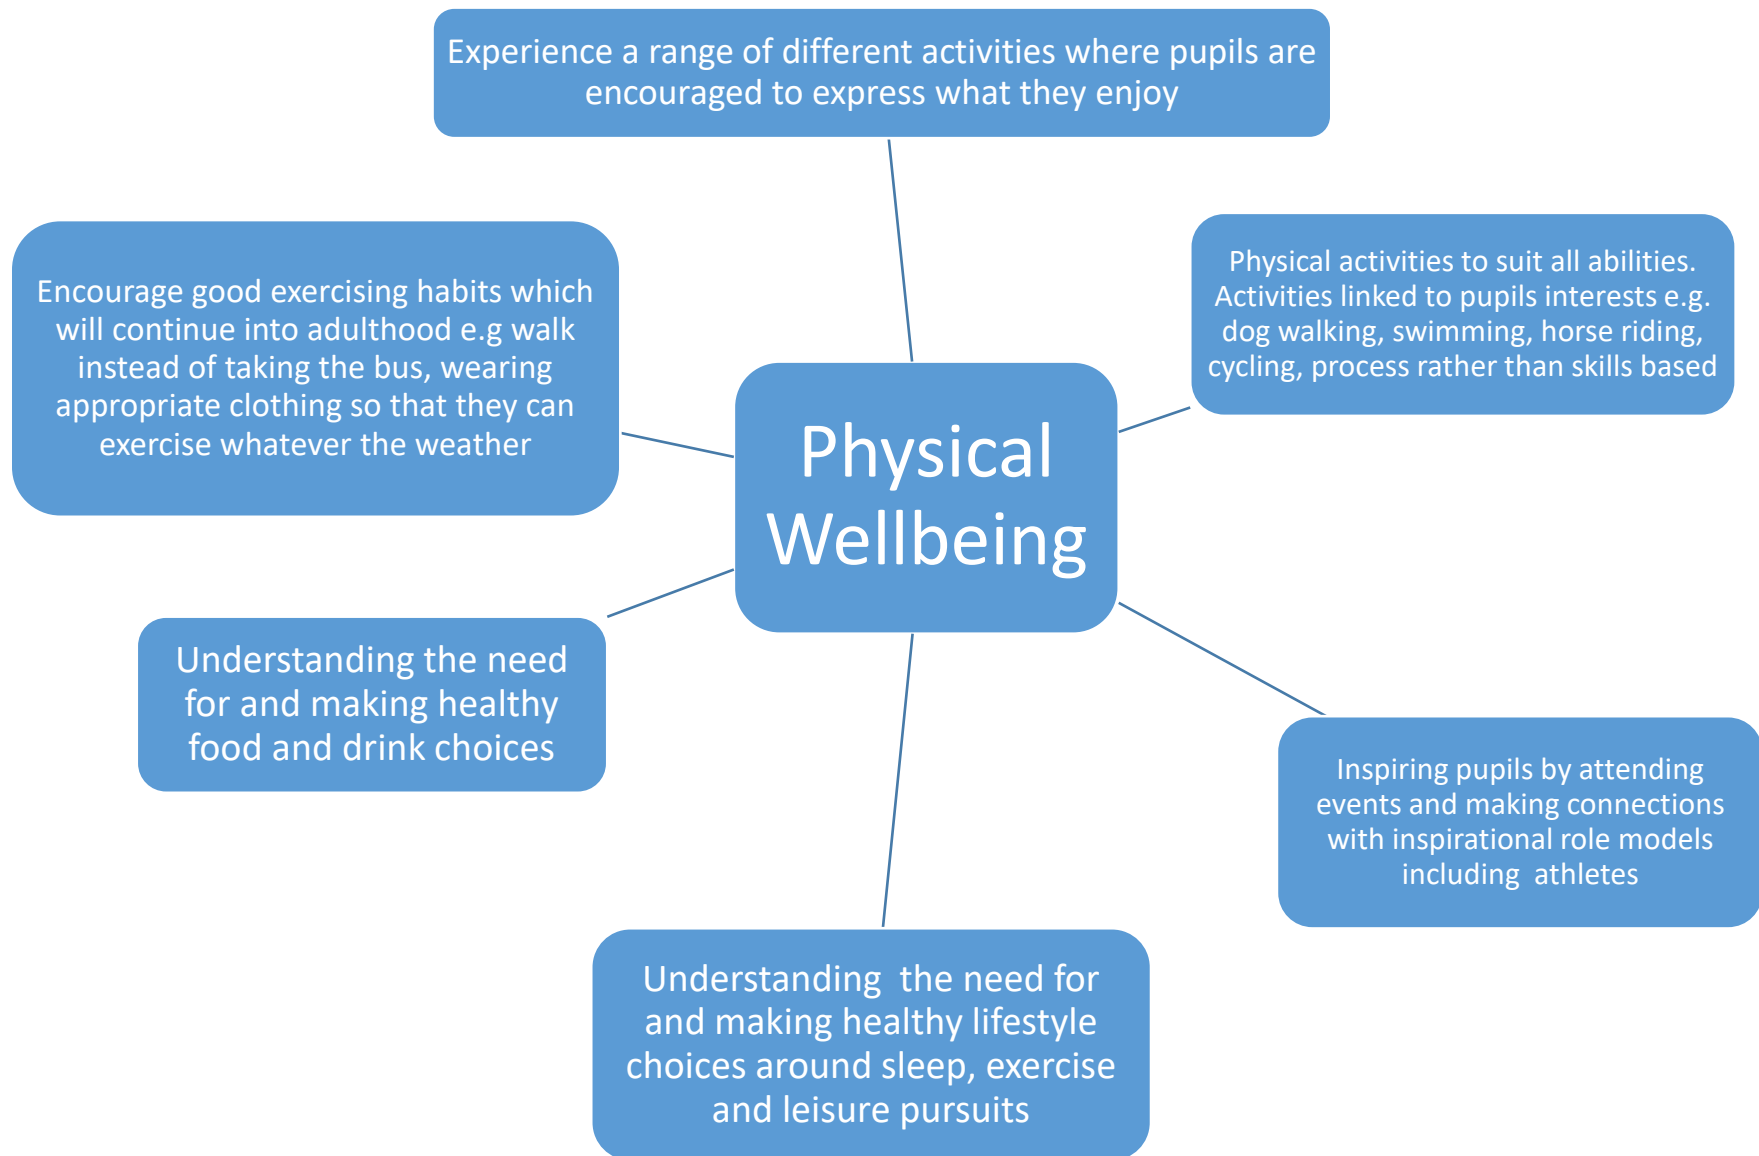 Experience a range of different activities where pupils are
encouraged to express what they enjoy
Physical activities to suit all abilities.
Activities linked to pupils interests e.g.
dog walking, swimming, horse riding,
cycling, process rather than skills based
Encourage good exercising habits which
will continue into adulthood e.g walk
instead of taking the bus, wearing
appropriate clothing so that they can
exercise whatever the weather
Physical
Wellbeing
Understanding the need
for and making healthy
food and drink choices
Inspiring pupils by attending
events and making connections
with inspirational role models
including  athletes
Understanding  the need for
and making healthy lifestyle
choices around sleep, exercise
and leisure pursuits